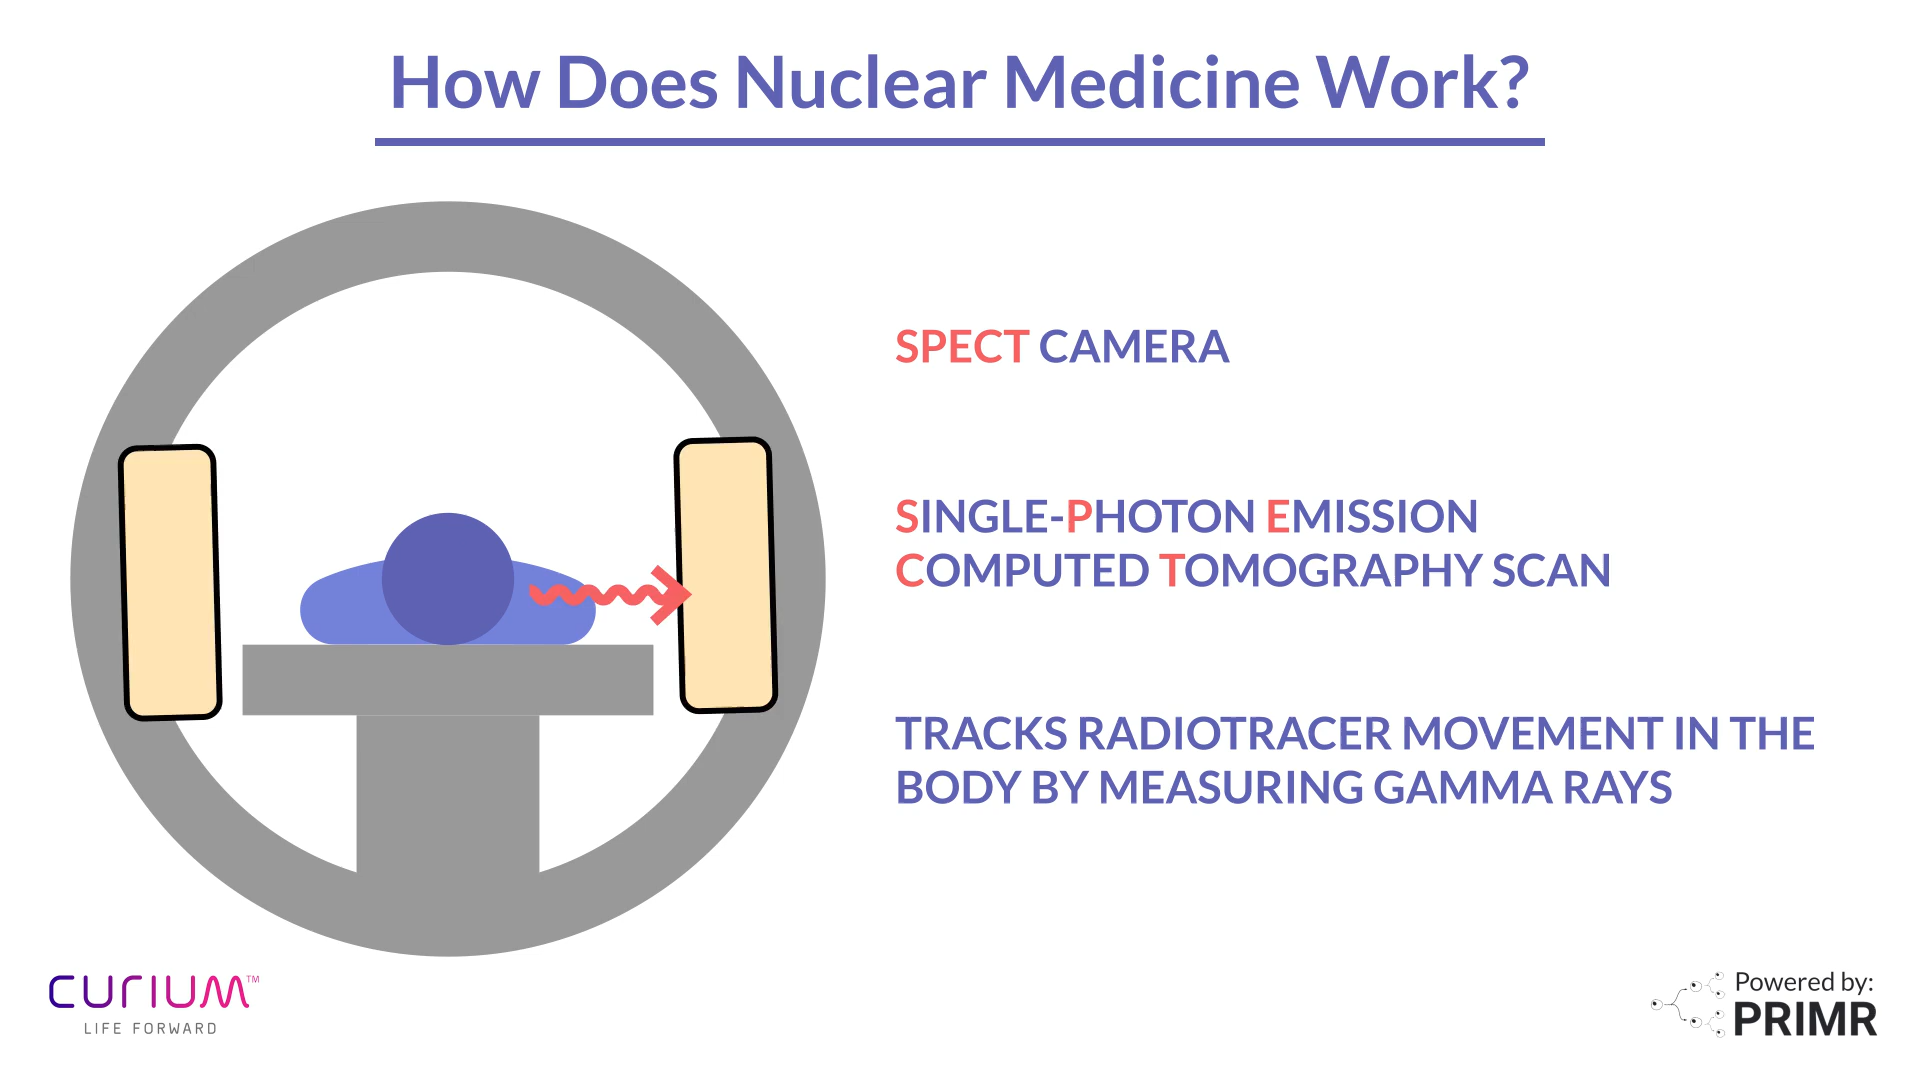 How Does Nuclear Medicine Work?
SPECT CAMERA
SINGLE-PHOTON EMISSION
COMPUTED TOMOGRAPHY SCAN
TRACKS RADIOTRACER MOVEMENT IN THE
BODY BY MEASURING GAMMA RAYS
CURIUM™
LIFE FORWARD
Powered by:
PRIMR